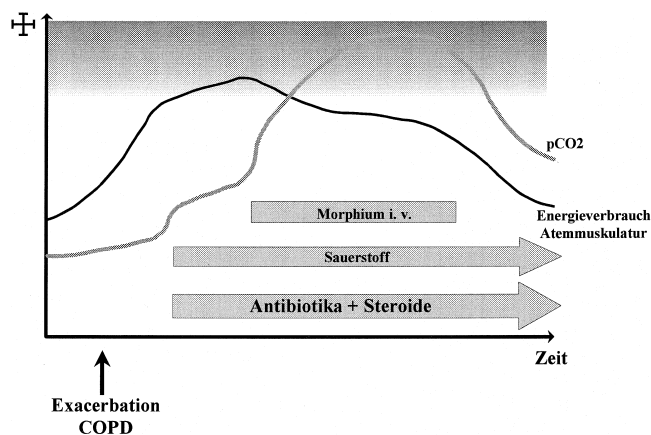 pCO2
Energieverbrauch
Atemmuskulatur
Morphium i. v.
Sauerstoff
Antibiotika + Steroide
Zeit
Exacerbation
COPD